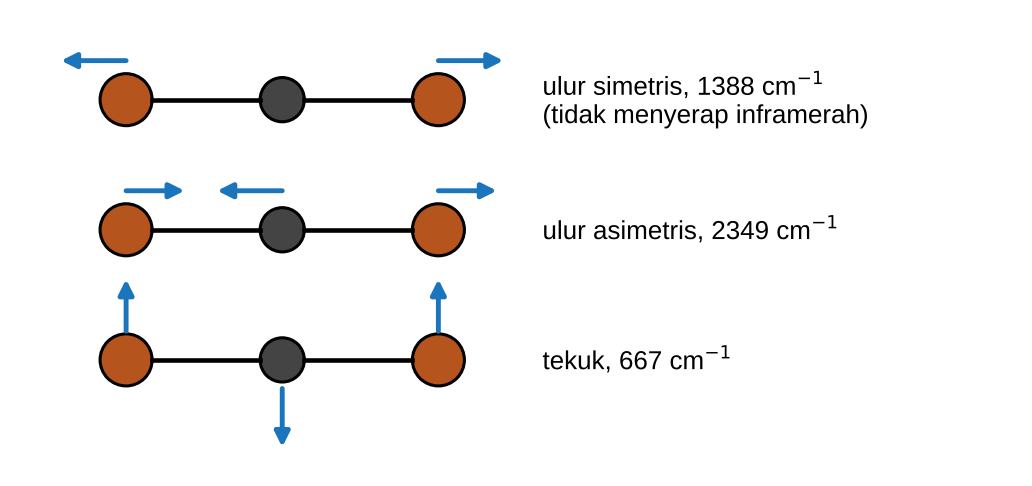 ulur simetris, 1388 cm⁻¹
(tidak menyerap inframerah)
ulur asimetris, 2349 cm⁻¹
tekuk, 667 cm⁻¹